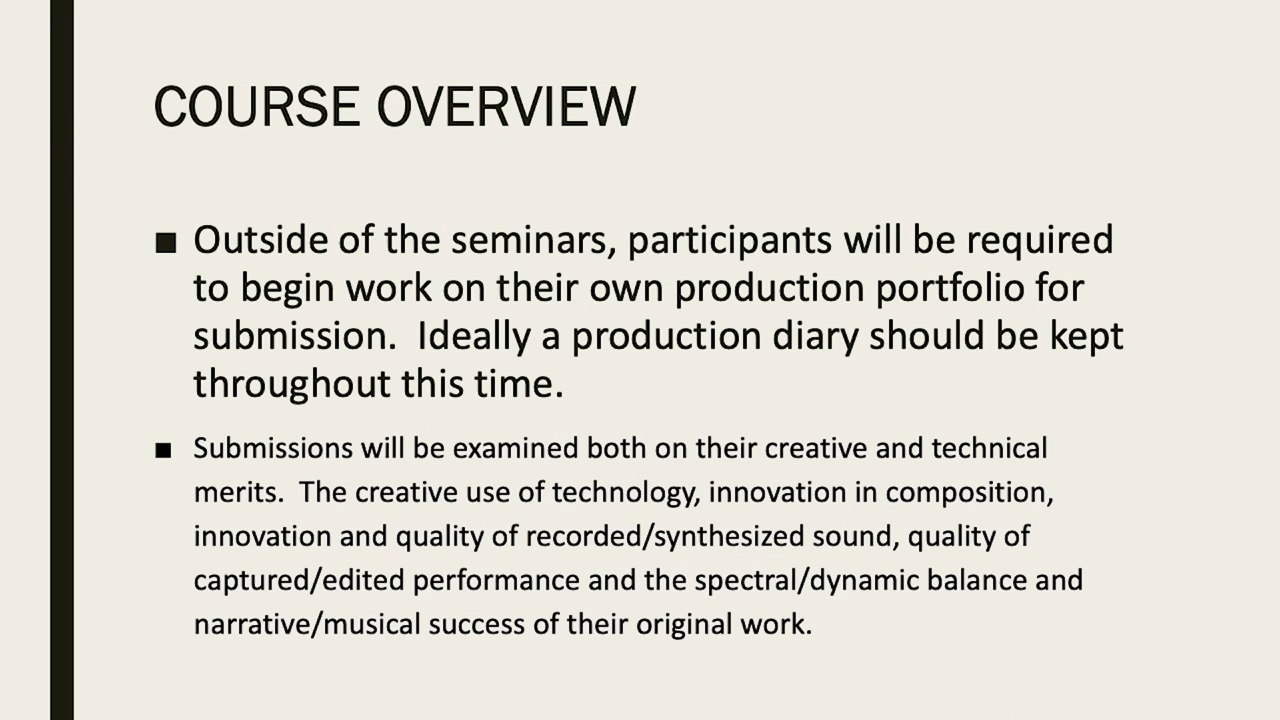 COURSE OVERVIEW
■ Outside of the seminars, participants will be required
to begin work on their own production portfolio for
submission.  Ideally a production diary should be kept
throughout this time.
■ Submissions will be examined both on their creative and technical
merits.  The creative use of technology, innovation in composition,
innovation and quality of recorded/synthesized sound, quality of
captured/edited performance and the spectral/dynamic balance and
narrative/musical success of their original work.